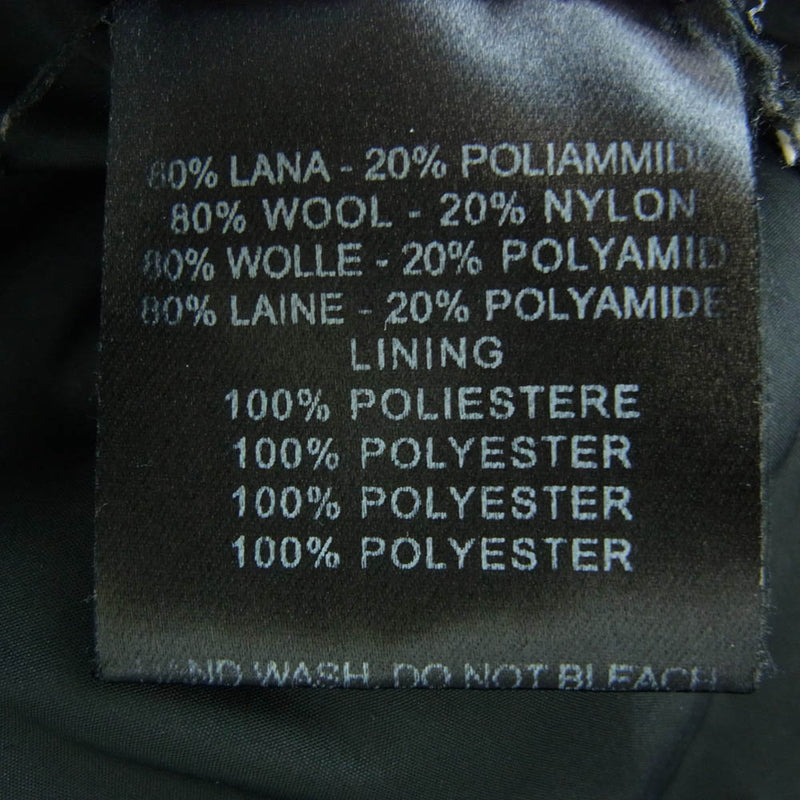 80% LANA - 20% POLIAMMID
80% WOOL - 20% NYLON
80% WOLLE - 20% POLYAMID
80% LAINE - 20% POLYAMIDE
LINING
100% POLIESTERE
100% POLYESTER
100% POLYESTER
100% POLYESTER
HAND WASH, DO NOT BLEACH